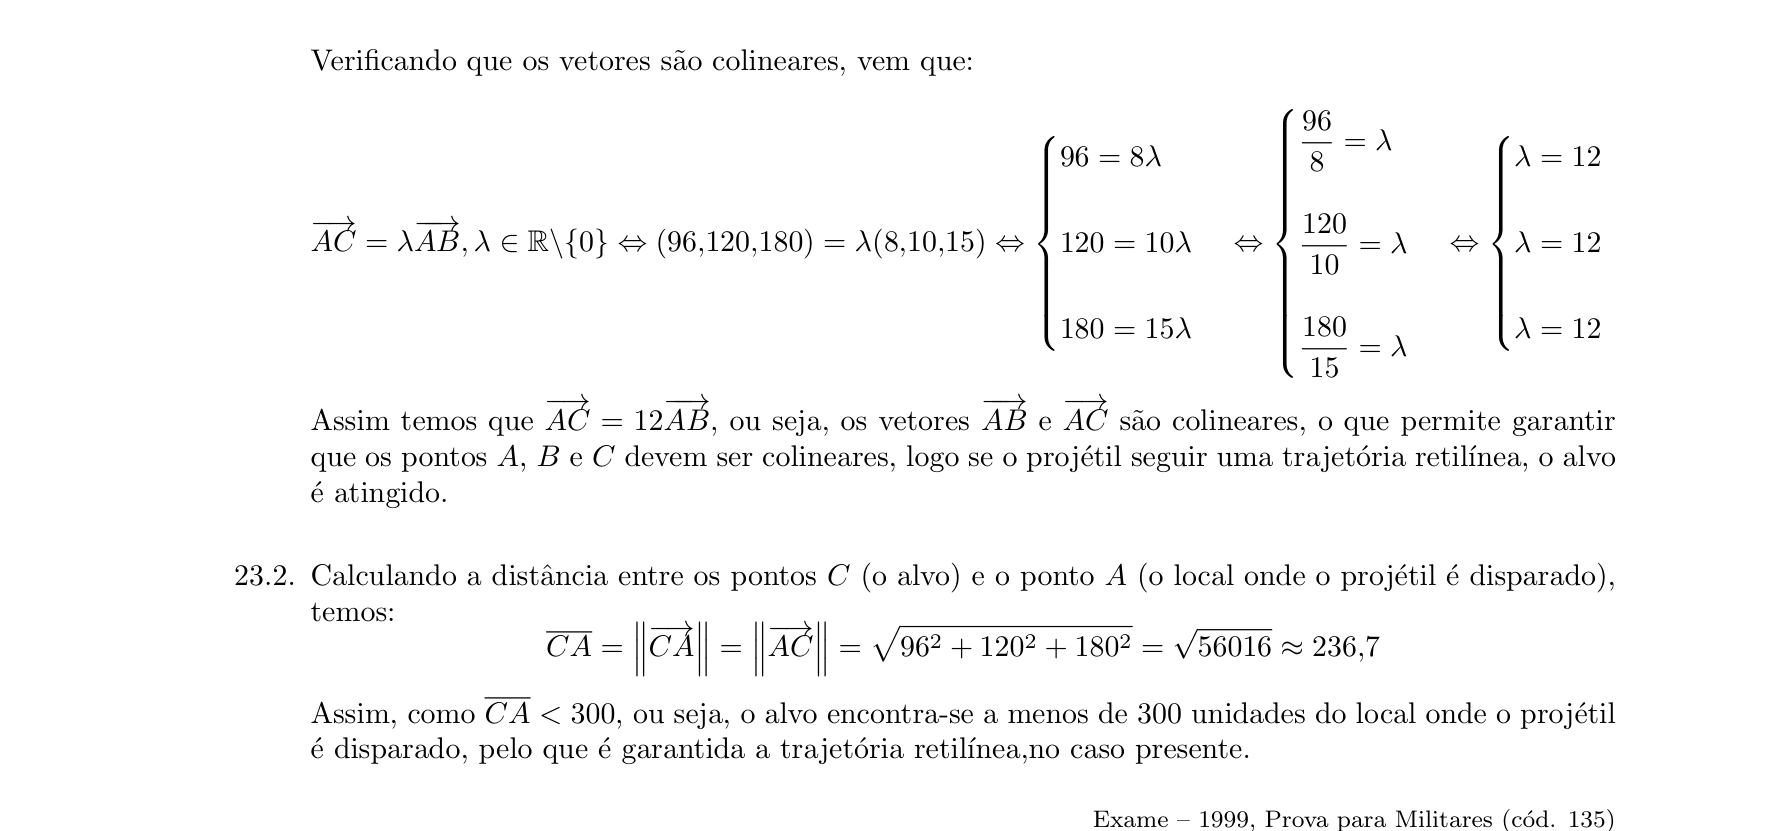 Verificando que os vetores são colineares, vem que:
$\overrightarrow{AC} = \lambda\overrightarrow{AB}, \lambda \in \mathbb{R}\backslash\{0\} \Leftrightarrow (96{,}120{,}180) = \lambda(8{,}10{,}15) \Leftrightarrow \begin{cases} 96 = 8\lambda \\ 120 = 10\lambda \\ 180 = 15\lambda \end{cases} \Leftrightarrow \begin{cases} \dfrac{96}{8} = \lambda \\ \dfrac{120}{10} = \lambda \\ \dfrac{180}{15} = \lambda \end{cases} \Leftrightarrow \begin{cases} \lambda = 12 \\ \lambda = 12 \\ \lambda = 12 \end{cases}$
Assim temos que $\overrightarrow{AC} = 12\overrightarrow{AB}$, ou seja, os vetores $\overrightarrow{AB}$ e $\overrightarrow{AC}$ são colineares, o que permite garantir
que os pontos $A$, $B$ e $C$ devem ser colineares, logo se o projétil seguir uma trajetória retilínea, o alvo
é atingido.
23.2. Calculando a distância entre os pontos $C$ (o alvo) e o ponto $A$ (o local onde o projétil é disparado),
temos:
$\overline{CA} = \left\|\overrightarrow{CA}\right\| = \left\|\overrightarrow{AC}\right\| = \sqrt{96^2 + 120^2 + 180^2} = \sqrt{56016} \approx 236{,}7$
Assim, como $\overline{CA} < 300$, ou seja, o alvo encontra-se a menos de 300 unidades do local onde o projétil
é disparado, pelo que é garantida a trajetória retilínea,no caso presente.
Exame – 1999, Prova para Militares (cód. 135)